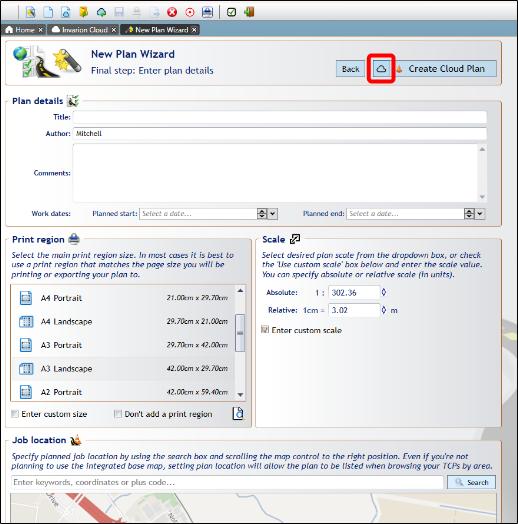 Home
Invarion Cloud
New Plan Wizard
New Plan Wizard
Final step: Enter plan details
Back
Create Cloud Plan
Plan details
Title:
Author: Mitchell
Comments:
Work dates: Planned start: Select a date... Planned end: Select a date...
Print region
Select the main print region size. In most cases it is best to
use a print region that matches the page size you will be
printing or exporting your plan to.
A4 Portrait 21.00cm x 29.70cm
A4 Landscape 29.70cm x 21.00cm
A3 Portrait 29.70cm x 42.00cm
A3 Landscape 42.00cm x 29.70cm
A2 Portrait 42.00cm x 59.40cm
Enter custom size Don't add a print region
Scale
Select desired plan scale from the dropdown box, or check
the 'Use custom scale' box below and enter the scale value.
You can specify absolute or relative scale (in units).
Absolute: 1 : 302.36
Relative: 1cm = 3.02 m
Enter custom scale
Job location
Specify planned job location by using the search box and scrolling the map control to the right position. Even if you're not
planning to use the integrated base map, setting plan location will allow the plan to be listed when browsing your TCPs by area.
Enter keywords, coordinates or plus code...
Search